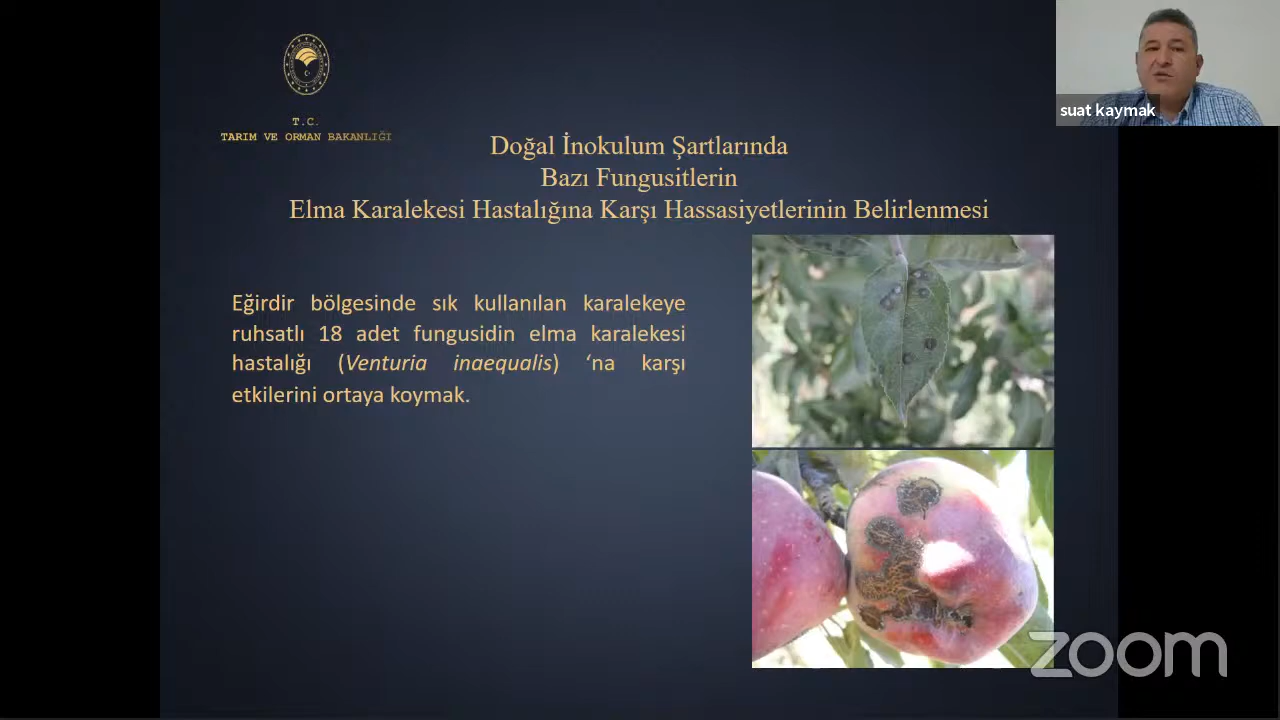 suat kaymak
T.C.
TARIM VE ORMAN BAKANLIĞI
Doğal İnokulum Şartlarında
Bazı Fungusitlerin
Elma Karalekesi Hastalığına Karşı Hassasiyetlerinin Belirlenmesi
Eğirdir bölgesinde sık kullanılan karalekeye
ruhsatlı 18 adet fungusidin elma karalekesi
hastalığı (Venturia inaequalis) ‘na karşı
etkilerini ortaya koymak.
zoom